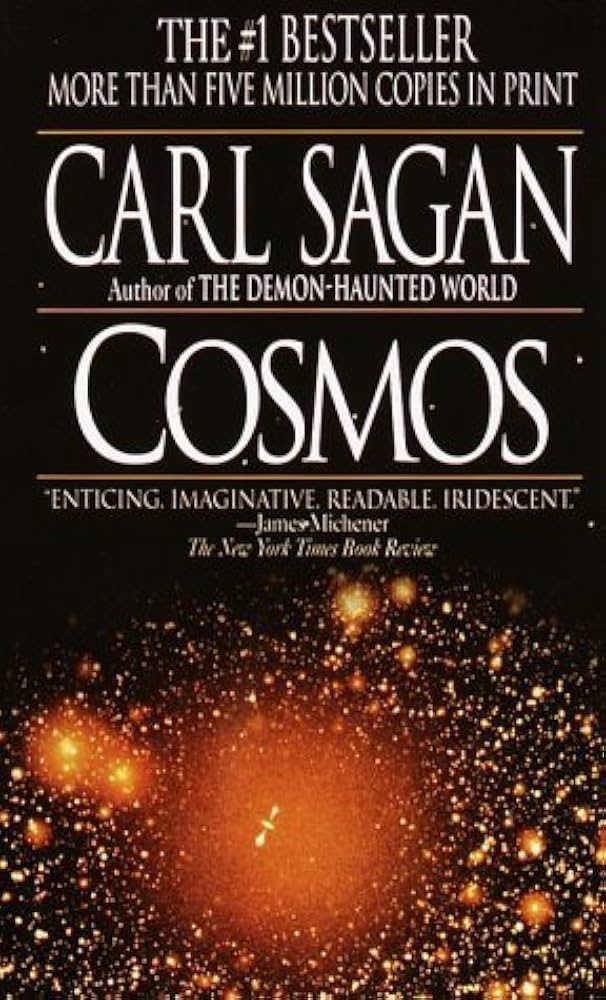 THE #1 BESTSELLER
MORE THAN FIVE MILLION COPIES IN PRINT
CARL SAGAN
Author of THE DEMON-HAUNTED WORLD
COSMOS
"ENTICING. IMAGINATIVE. READABLE. IRIDESCENT."
—James Michener
The New York Times Book Review